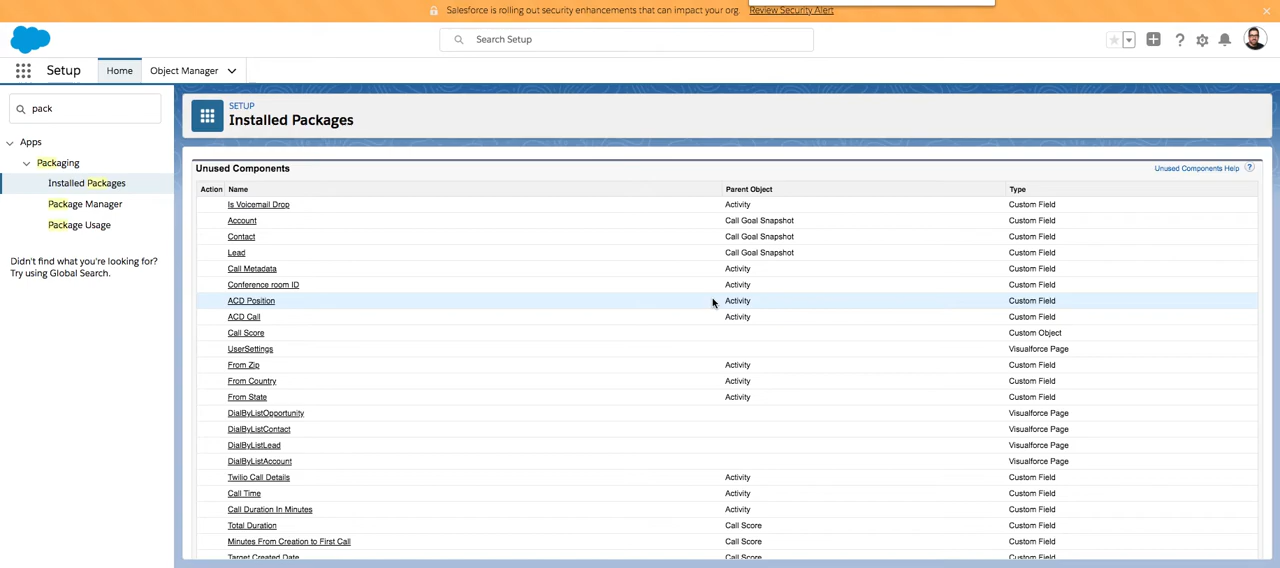 Salesforce is rolling out security enhancements that can impact your org. Review Security Alert
Search Setup
Setup Home Object Manager
pack
Apps
Packaging
Installed Packages
Package Manager
Package Usage
Didn't find what you're looking for?
Try using Global Search.
SETUP
Installed Packages
Unused Components Unused Components Help ?
Action Name Parent Object Type
Is Voicemail Drop Activity Custom Field
Account Call Goal Snapshot Custom Field
Contact Call Goal Snapshot Custom Field
Lead Call Goal Snapshot Custom Field
Call Metadata Activity Custom Field
Conference room ID Activity Custom Field
ACD Position Activity Custom Field
ACD Call Activity Custom Field
Call Score Custom Object
UserSettings Visualforce Page
From Zip Activity Custom Field
From Country Activity Custom Field
From State Activity Custom Field
DialByListOpportunity Visualforce Page
DialByListContact Visualforce Page
DialByListLead Visualforce Page
DialByListAccount Visualforce Page
Twilio Call Details Activity Custom Field
Call Time Activity Custom Field
Call Duration In Minutes Activity Custom Field
Total Duration Call Score Custom Field
Minutes From Creation to First Call Call Score Custom Field
Target Created Date Call Score Custom Field